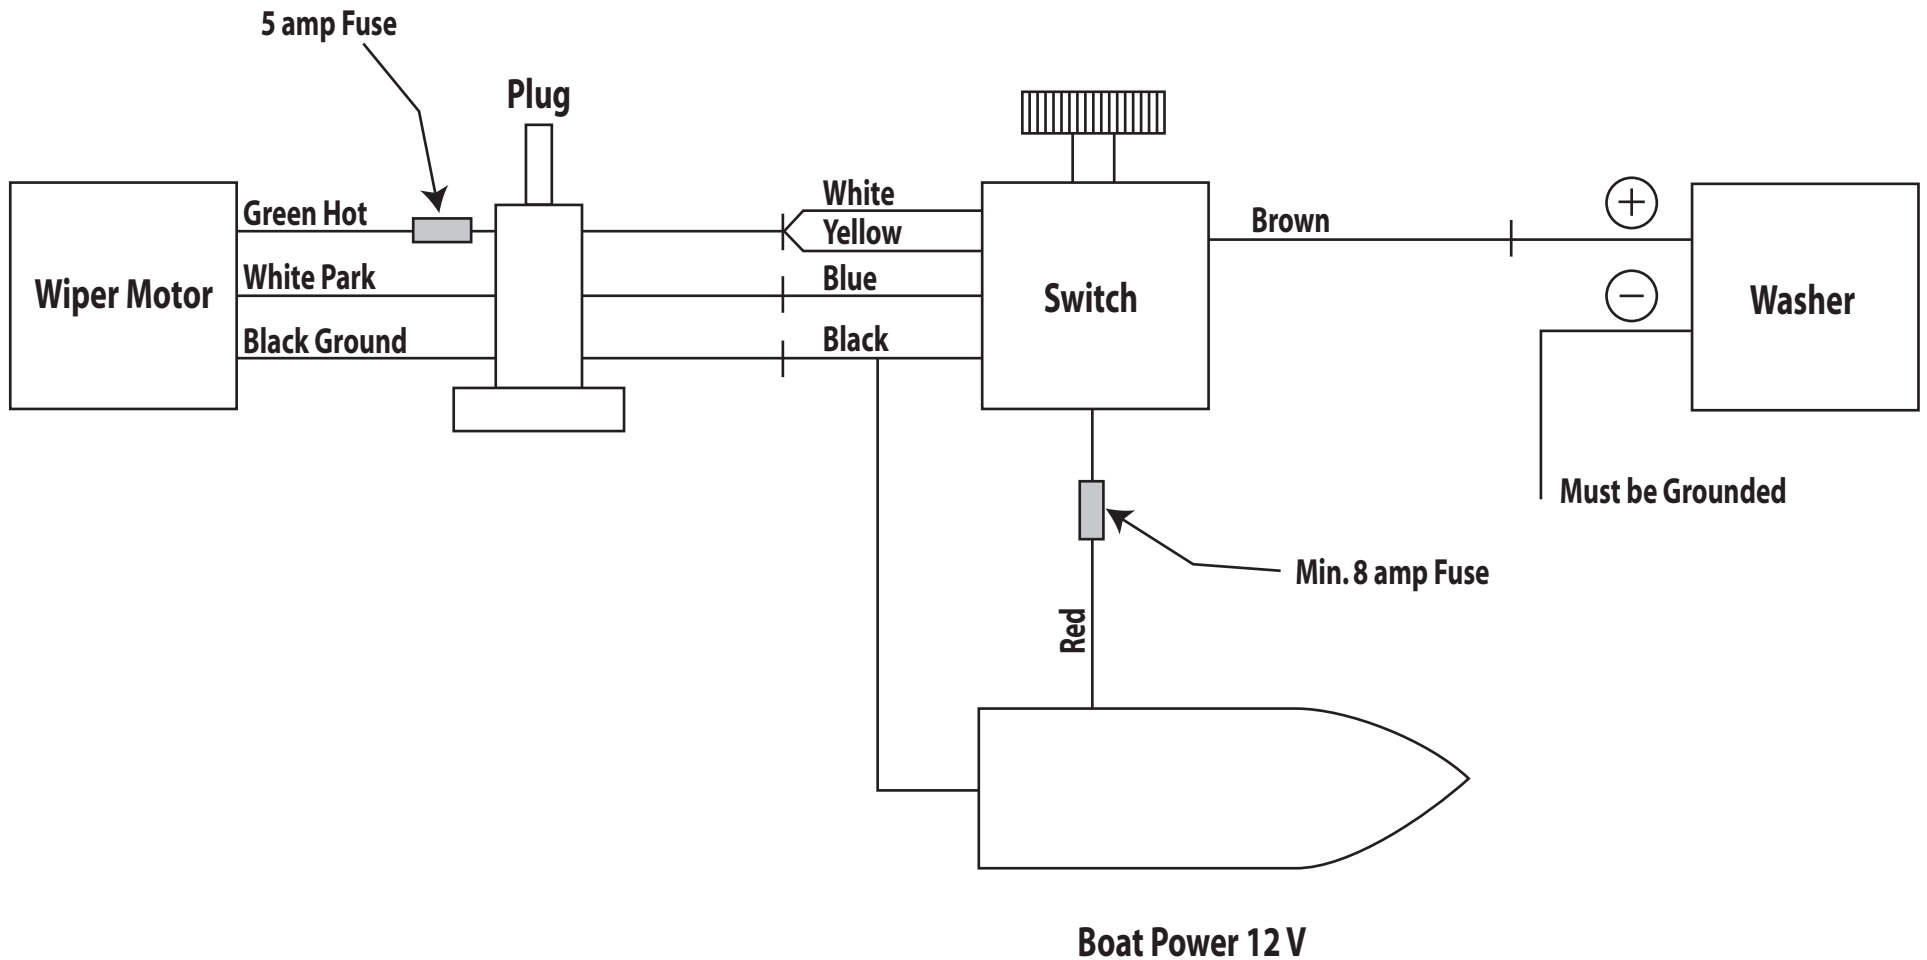 5 amp Fuse
Plug
Green Hot
White Park
Black Ground
Wiper Motor
White
Yellow
Blue
Black
Switch
Brown
+
−
Washer
Must be Grounded
Min. 8 amp Fuse
Red
Boat Power 12 V